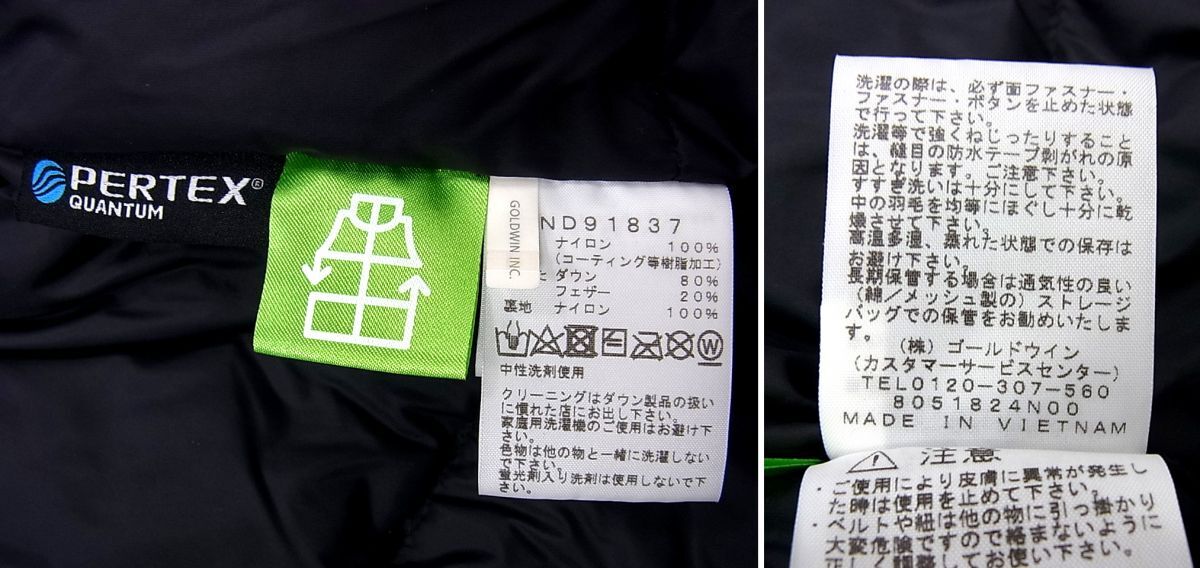 PERTEX®
QUANTUM
GOLDWIN INC.
ND91837
ナイロン 100%
(コーティング等樹脂加工)
ダウン 80%
フェザー 20%
裏地 ナイロン 100%
W
中性洗剤使用
クリーニングはダウン製品の扱い
に慣れた店にお出し下さい。
家庭用洗濯機のご使用はお避け下
さい。
色物は他の物と一緒に洗濯しない
で下さい。
蛍光剤入り洗剤は使用しないで下
さい。
洗濯の際は、必ず面ファスナー・
ファスナー・ボタンを止めた状態
で行って下さい。
洗濯等で強くねじったりすること
は、縫目の防水テープ剥がれの原
因となります。ご注意下さい。
すすぎ洗いは十分にして下さい。
中の羽毛を均等にほぐし十分に乾
燥させて下さい。
高温多湿、蒸れた状態での保存は
お避け下さい。
長期保管する場合は通気性の良い
(綿/メッシュ製の)ストレージ
バッグでの保管をお勧めいたしま
す。
(株)ゴールドウイン
(カスタマーサービスセンター)
TEL0120-307-560
8051824N00
MADE IN VIETNAM
注意
・ご使用により皮膚に異常が発生し
た時は使用を止めて下さい。
・ベルトや紐は他の物に引っ掛かり
大変危険ですので絡まないように
正しく調整してお使い下さい。